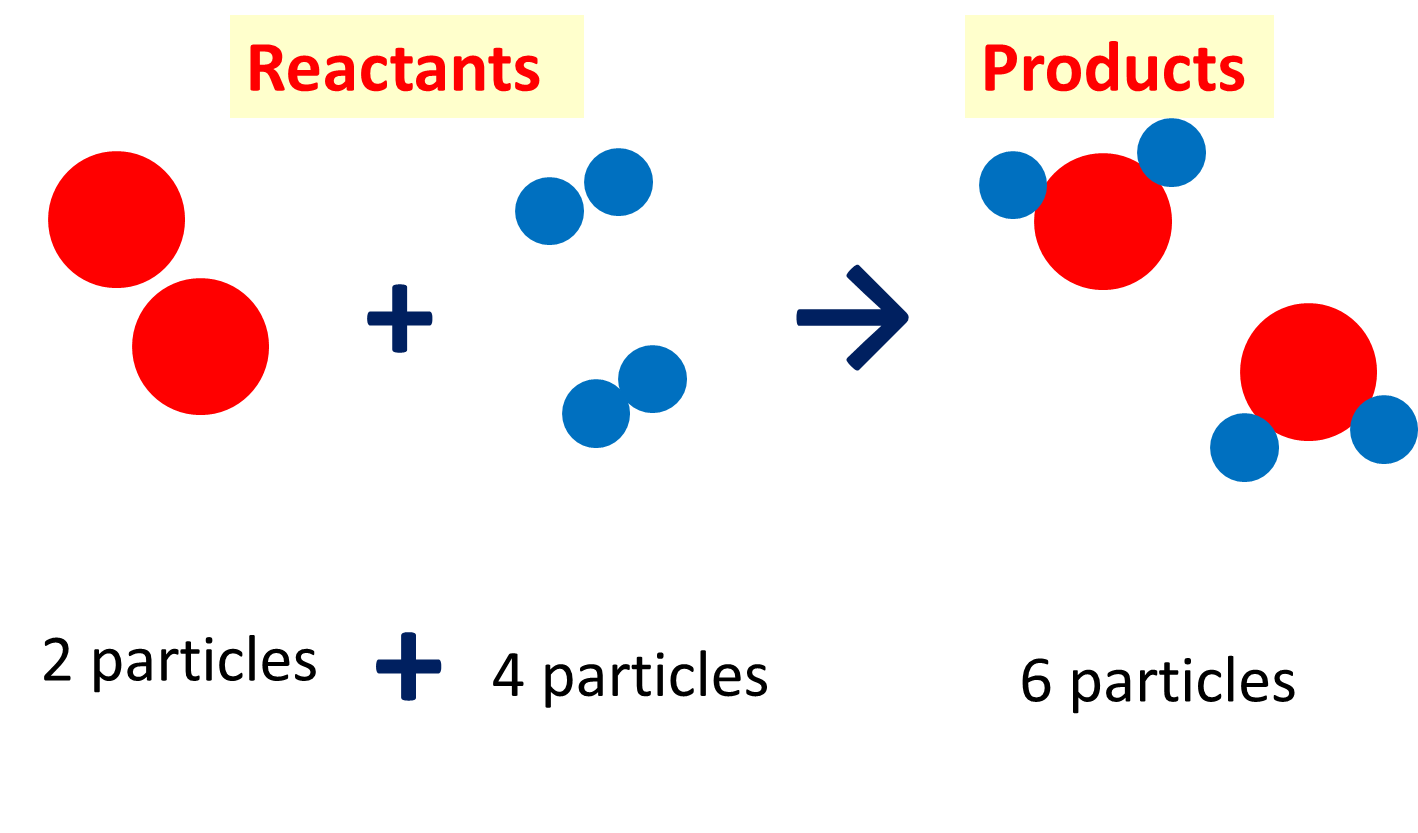 Reactants
Products
+
→
2 particles + 4 particles
6 particles